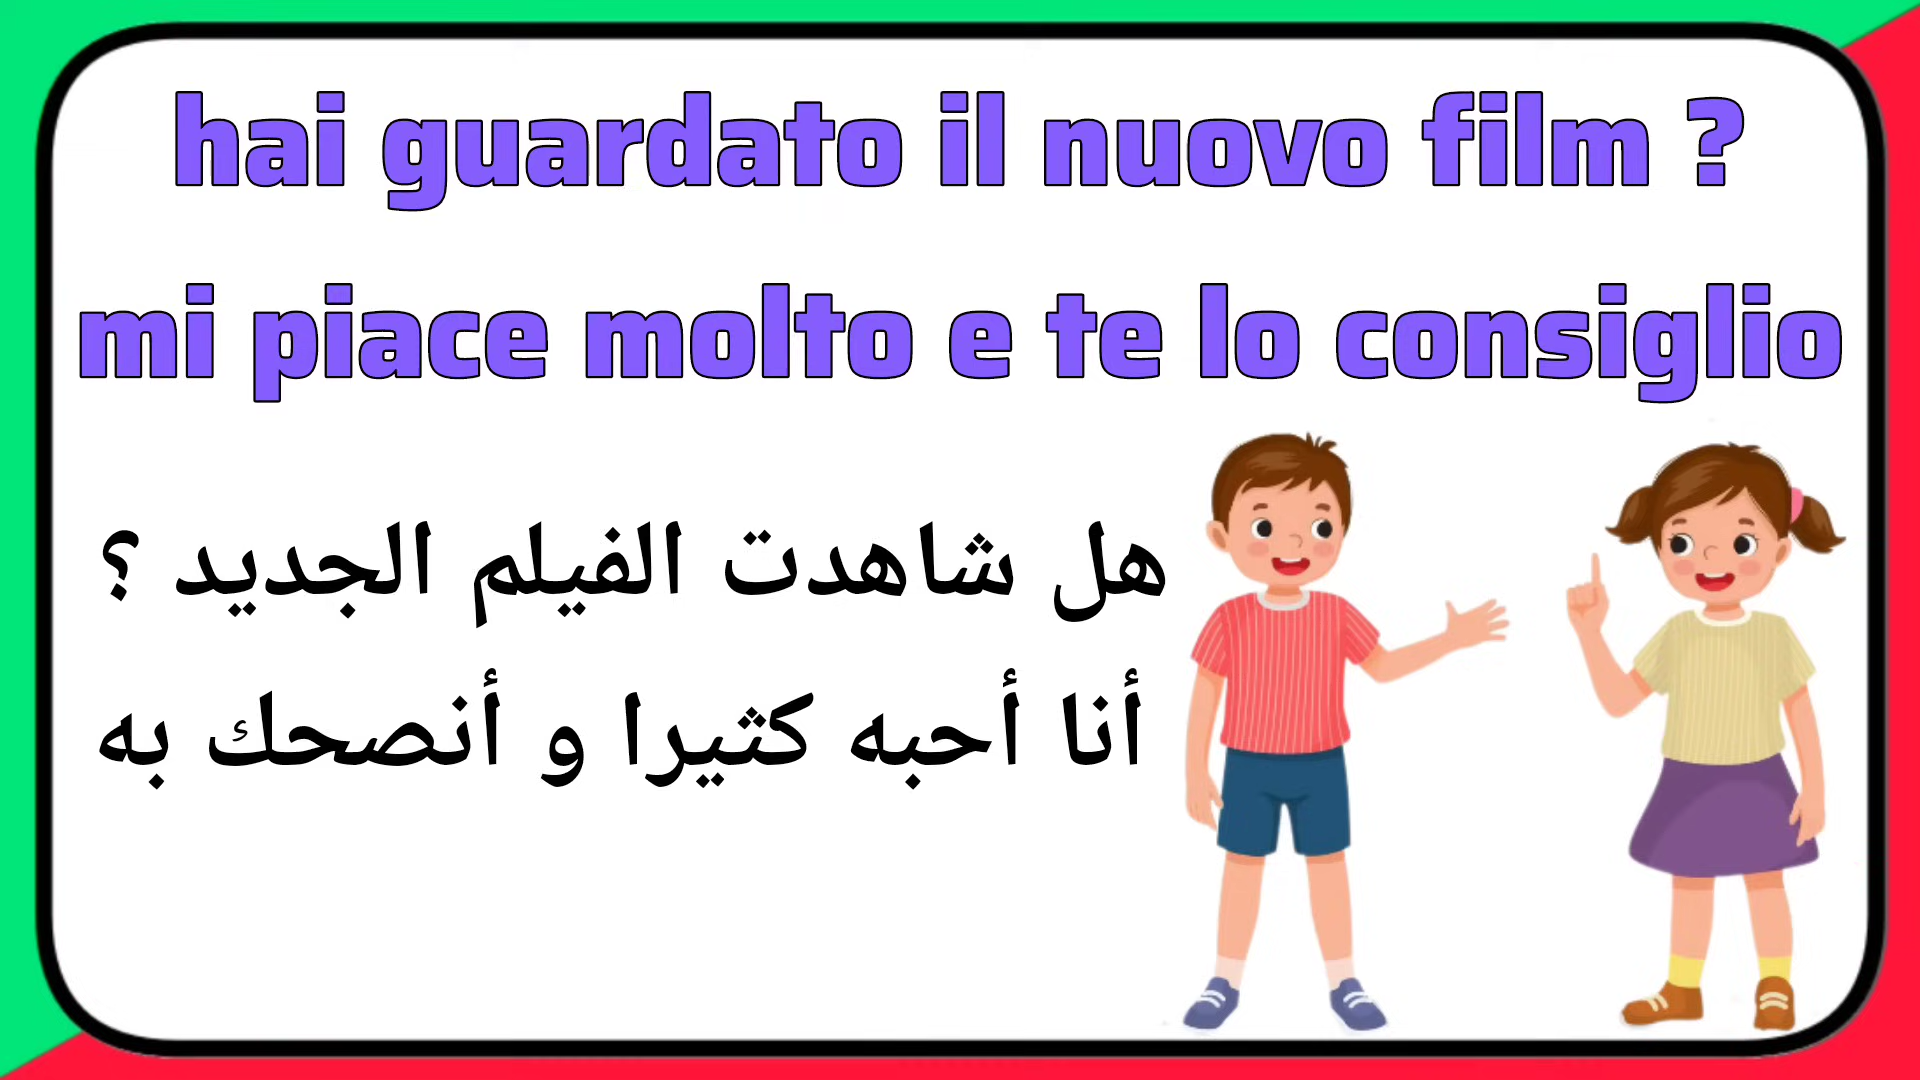 hai guardato il nuovo film ?
mi piace molto e te lo consiglio
هل شاهدت الفيلم الجديد ؟
أنا أحبه كثيرا و أنصحك به